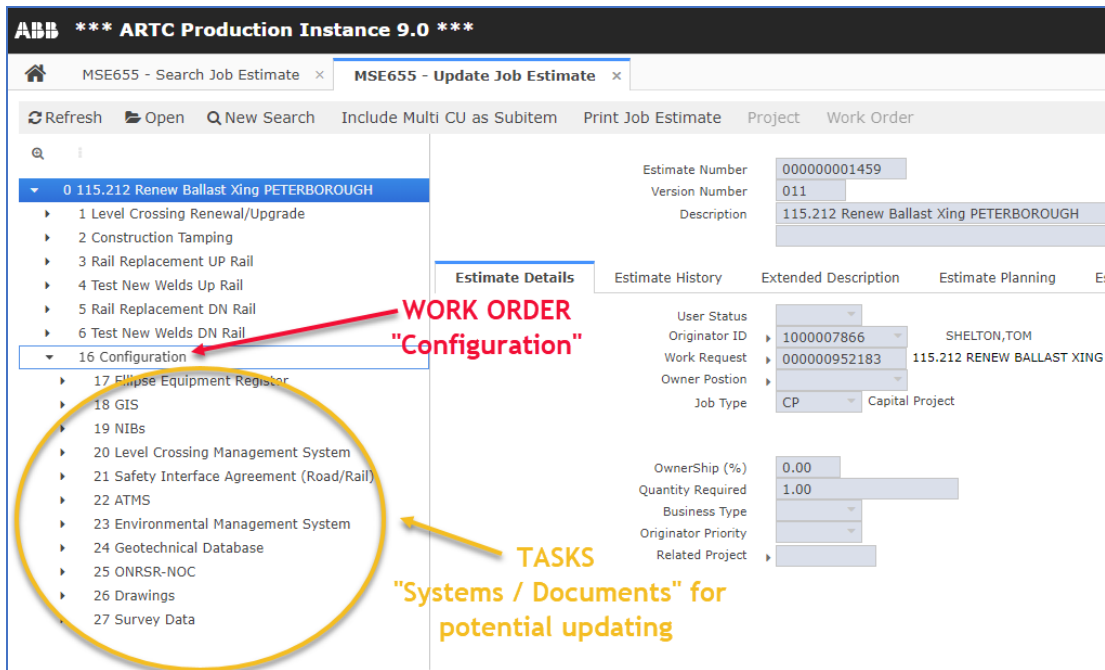 ABB *** ARTC Production Instance 9.0 ***
MSE655 - Search Job Estimate × MSE655 - Update Job Estimate ×
Refresh Open New Search Include Multi CU as Subitem Print Job Estimate Project Work Order
0 115.212 Renew Ballast Xing PETERBOROUGH
1 Level Crossing Renewal/Upgrade
2 Construction Tamping
3 Rail Replacement UP Rail
4 Test New Welds Up Rail
5 Rail Replacement DN Rail
6 Test New Welds DN Rail
16 Configuration
17 Ellipse Equipment Register
18 GIS
19 NIBs
20 Level Crossing Management System
21 Safety Interface Agreement (Road/Rail)
22 ATMS
23 Environmental Management System
24 Geotechnical Database
25 ONRSR-NOC
26 Drawings
27 Survey Data
WORK ORDER
"Configuration"
TASKS
"Systems / Documents" for
potential updating
Estimate Number 000000001459
Version Number 011
Description 115.212 Renew Ballast Xing PETERBOROUGH
Estimate Details Estimate History Extended Description Estimate Planning Es
User Status
Originator ID 1000007866 SHELTON,TOM
Work Request 000000952183 115.212 RENEW BALLAST XING
Owner Postion
Job Type CP Capital Project
OwnerShip (%) 0.00
Quantity Required 1.00
Business Type
Originator Priority
Related Project